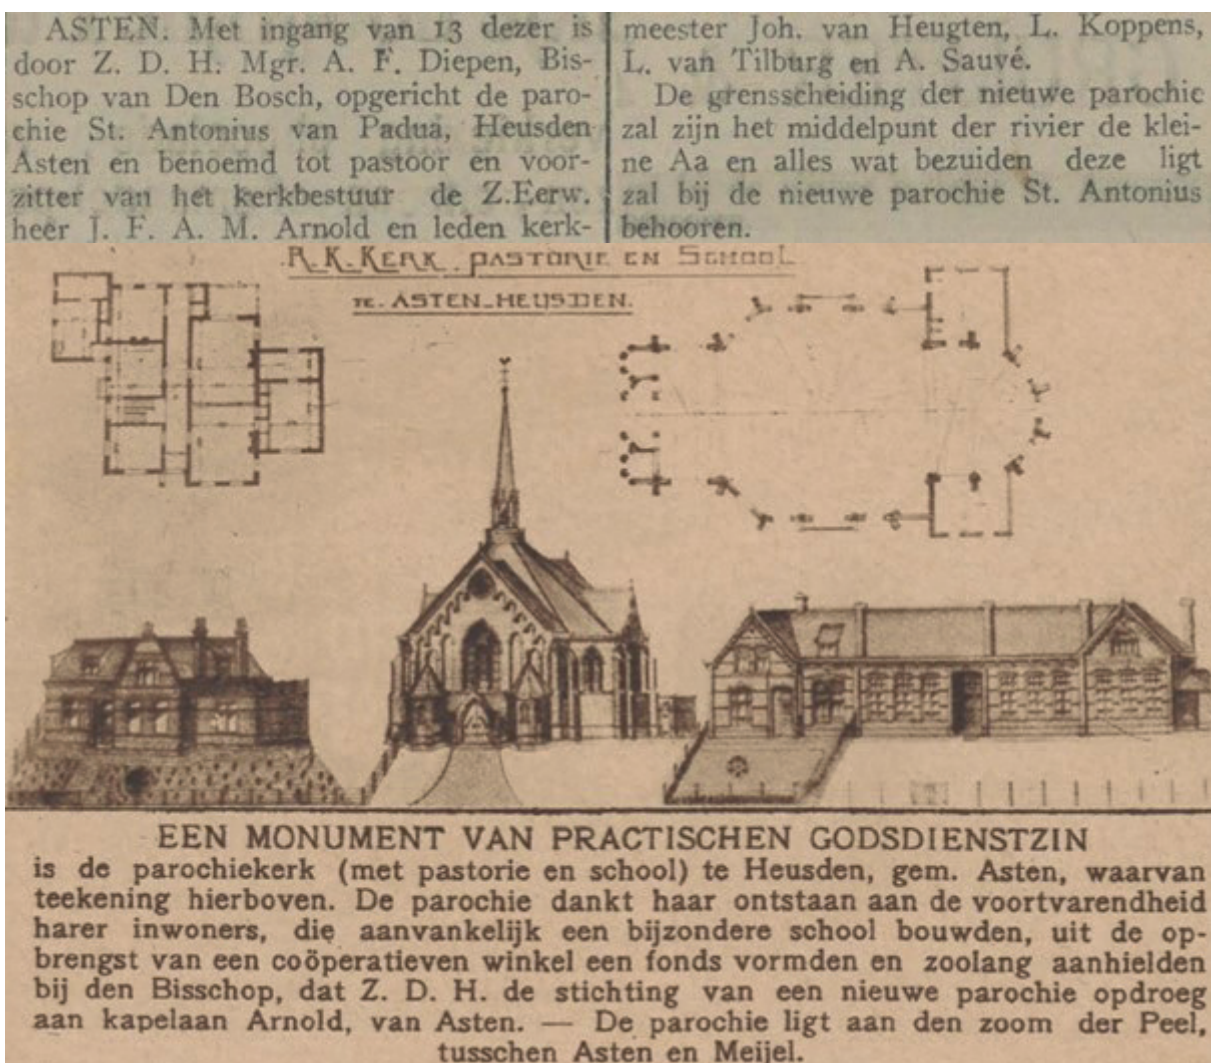 ASTEN. Met ingang van 13 dezer is
door Z. D. H. Mgr. A. F. Diepen, Bis-
schop van Den Bosch, opgericht de paro-
chie St. Antonius van Padua, Heusden
Asten en benoemd tot pastoor en voor-
zitter van het kerkbestuur de Z.Eerw.
heer J. F. A. M. Arnold en leden kerk-
meester Joh. van Heugten, L. Koppens,
L. van Tilburg en A. Sauvé.
De grensscheiding der nieuwe parochie
zal zijn het middelpunt der rivier de klei-
ne Aa en alles wat bezuiden deze ligt
zal bij de nieuwe parochie St. Antonius
behooren.
R.K. KERK. PASTORIE EN SCHOOL
TE. ASTEN-HEUSDEN.
EEN MONUMENT VAN PRACTISCHEN GODSDIENSTZIN
is de parochiekerk (met pastorie en school) te Heusden, gem. Asten, waarvan
teekening hierboven. De parochie dankt haar ontstaan aan de voortvarendheid
harer inwoners, die aanvankelijk een bijzondere school bouwden, uit de op-
brengst van een coöperatieven winkel een fonds vormden en zoolang aanhielden
bij den Bisschop, dat Z. D. H. de stichting van een nieuwe parochie opdroeg
aan kapelaan Arnold, van Asten. — De parochie ligt aan den zoom der Peel,
tusschen Asten en Meijel.